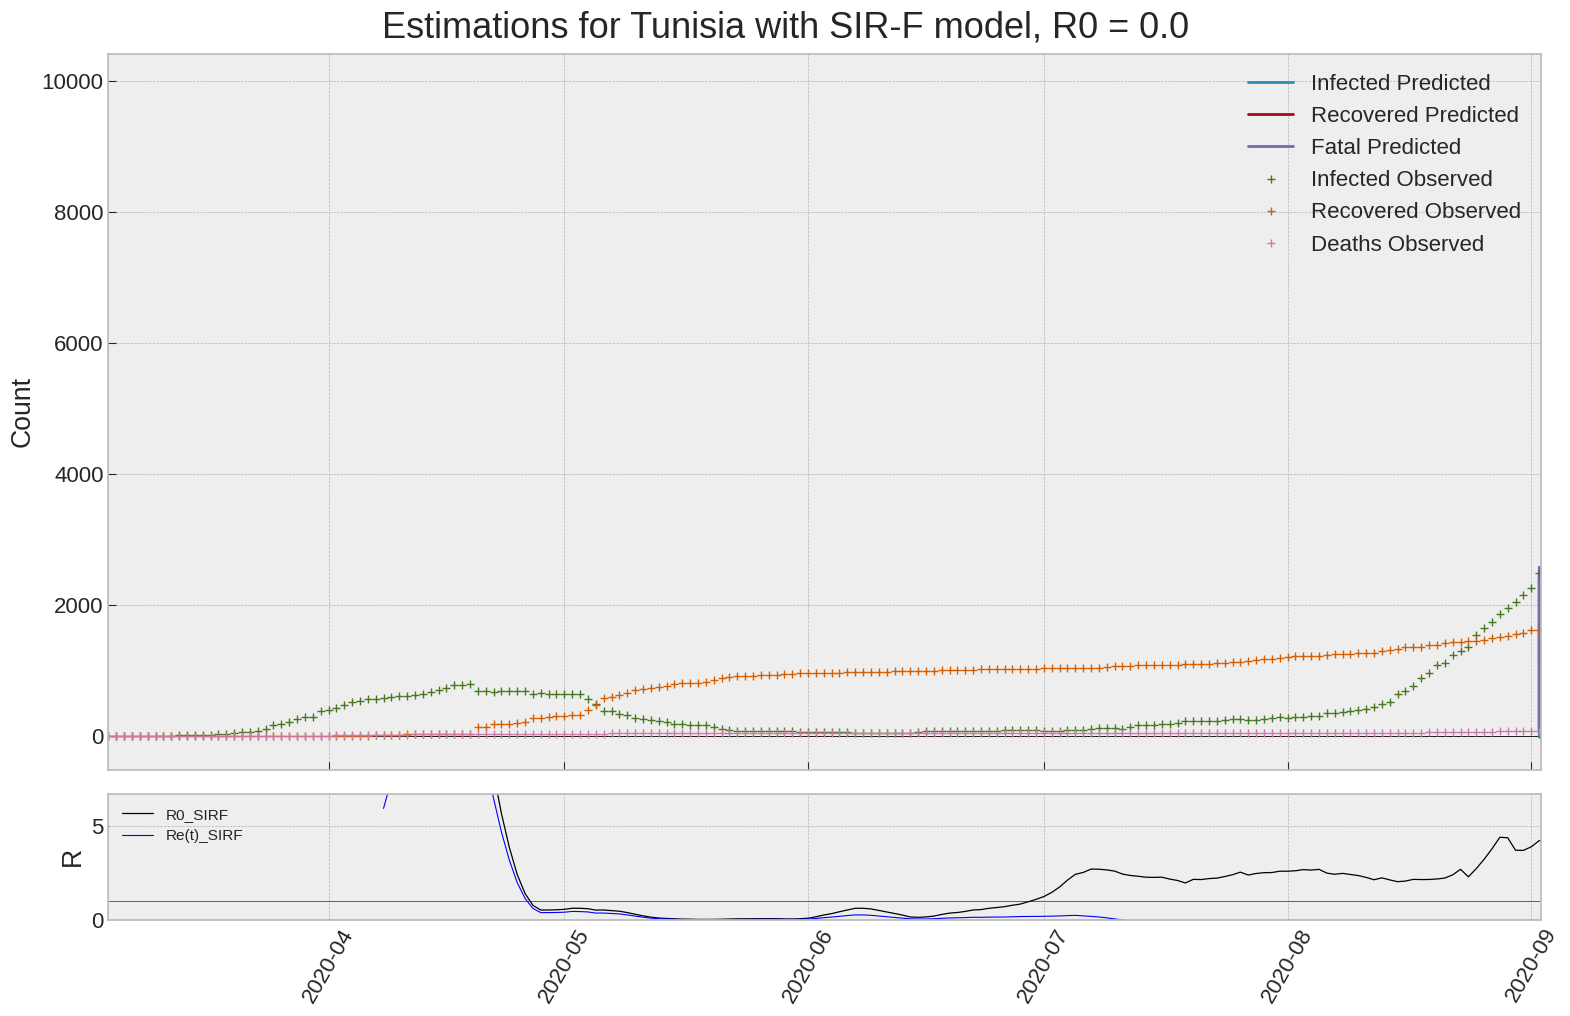 Estimations for Tunisia with SIR-F model, R0 = 0.0
10000
8000
6000
4000
2000
0
Count
Infected Predicted
Recovered Predicted
Fatal Predicted
Infected Observed
Recovered Observed
Deaths Observed
R0_SIRF
Re(t)_SIRF
5
0
R
2020-04
2020-05
2020-06
2020-07
2020-08
2020-09